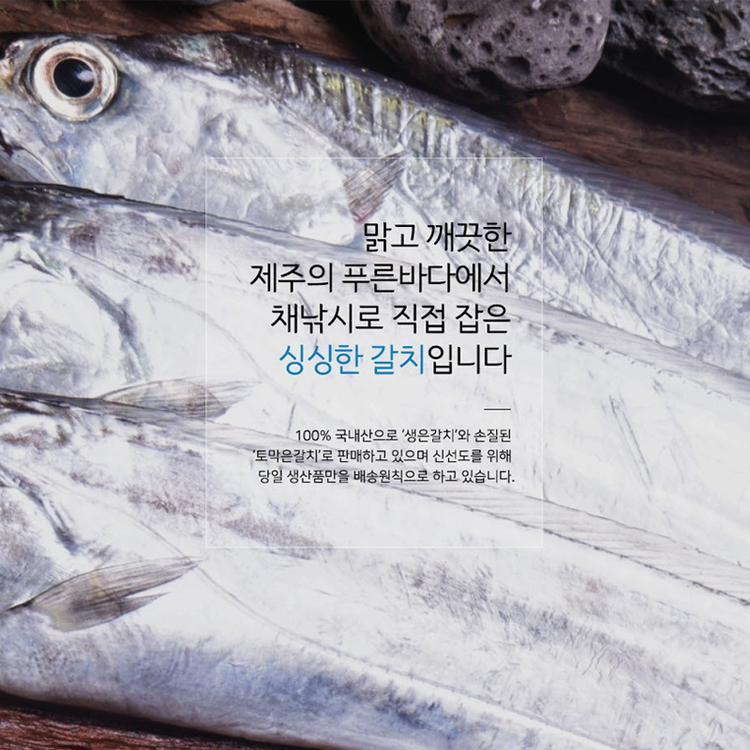 맑고 깨끗한
제주의 푸른바다에서
채낚시로 직접 잡은
싱싱한 갈치입니다
100% 국내산으로 '생은갈치'와 손질된
'토막은갈치'로 판매하고 있으며 신선도를 위해
당일 생산품만을 배송원칙으로 하고 있습니다.